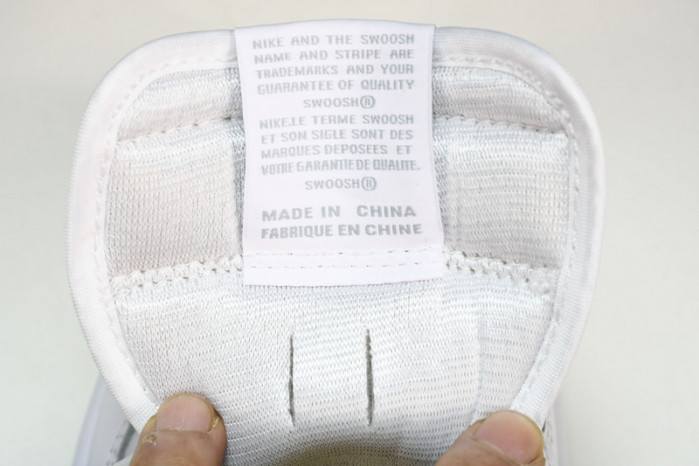 NIKE AND THE SWOOSH
NAME AND STRIPE ARE
TRADEMARKS AND YOUR
GUARANTEE OF QUALITY
SWOOSH®
NIKE.LE TERME SWOOSH
ET SON SIGLE SONT DES
MARQUES DEPOSEES ET
VOTRE GARANTIE DE QUALITE.
SWOOSH®
MADE IN CHINA
FABRIQUE EN CHINE